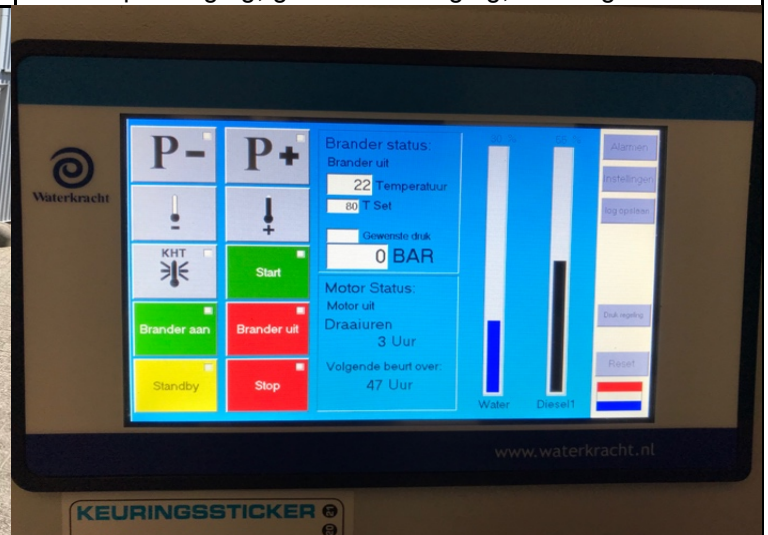 Waterkracht
P-
P+
-
+
KHT
Start
Brander aan
Brander uit
Standby
Stop
Brander status:
Brander uit
22 Temperatuur
80 T Set
Gewenste druk
0 BAR
Motor Status:
Motor uit
Draaiuren
3 Uur
Volgende beurt over:
47 Uur
Water
Diesel1
Alarmen
Instellingen
log opslaan
Druk regeling
Reset
www.waterkracht.nl
KEURINGSSTICKER